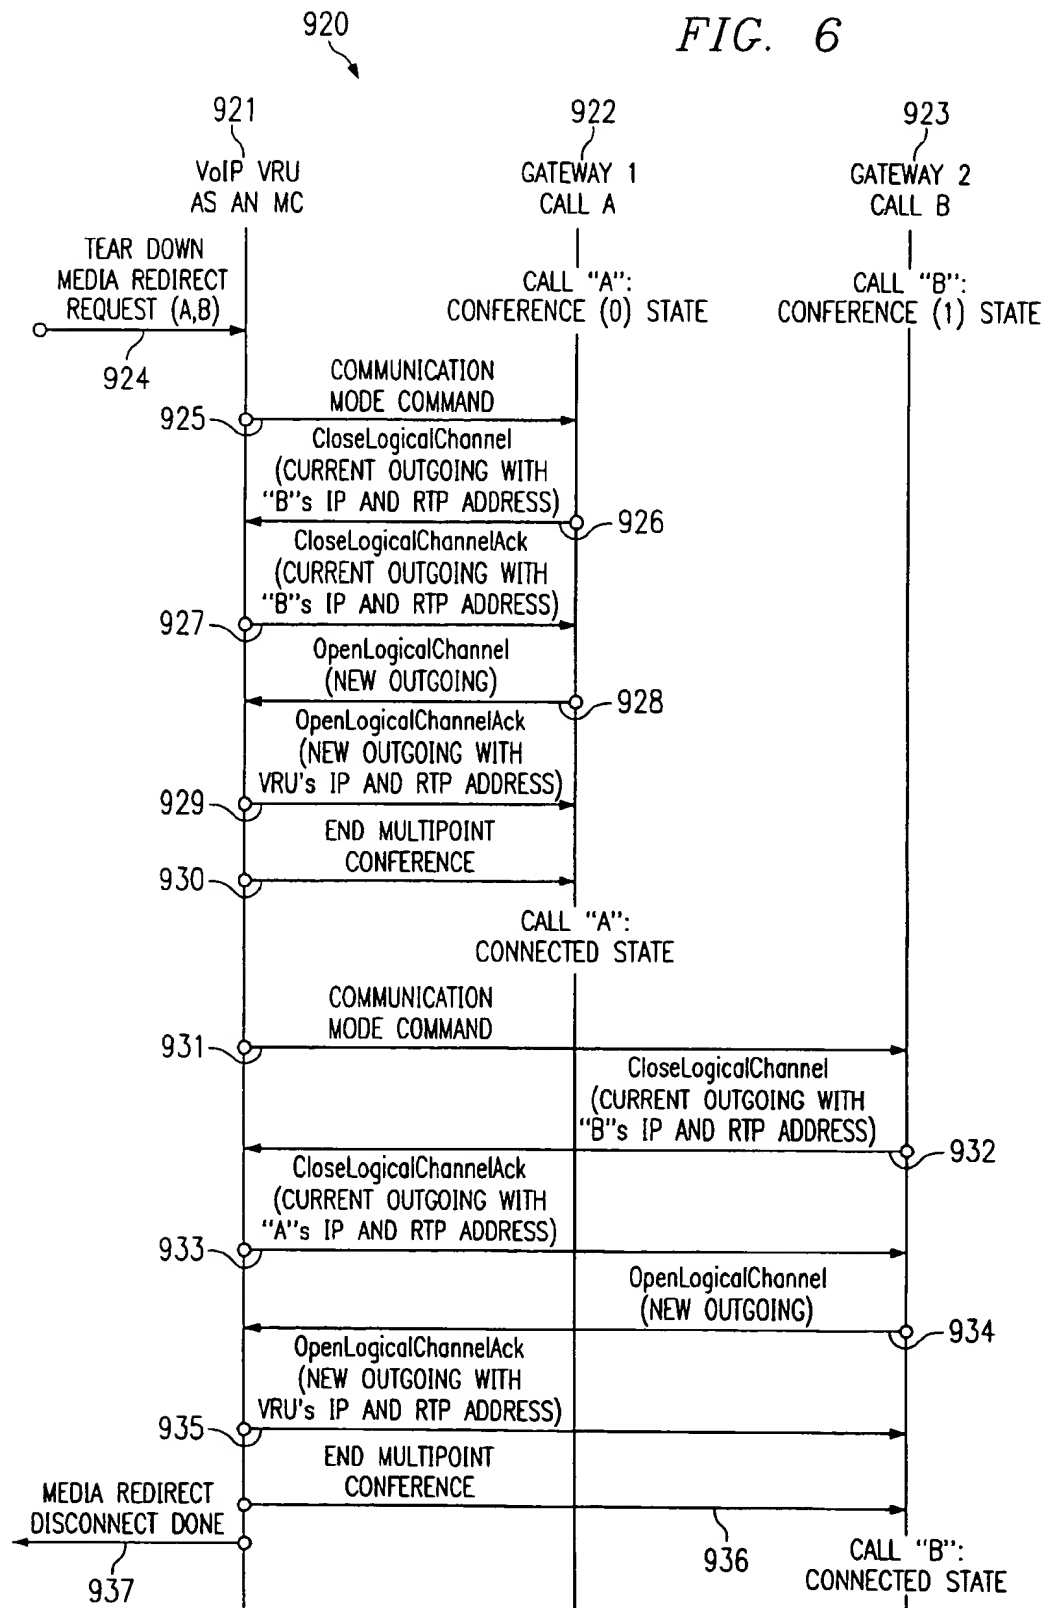 920
FIG. 6
921
922
923
VoIP VRU
AS AN MC
GATEWAY 1
CALL A
GATEWAY 2
CALL B
TEAR DOWN
MEDIA REDIRECT
REQUEST (A,B)
924
CALL "A":
CONFERENCE (0) STATE
CALL "B":
CONFERENCE (1) STATE
COMMUNICATION
MODE COMMAND
925
CloseLogicalChannel
(CURRENT OUTGOING WITH
"B"s IP AND RTP ADDRESS)
926
CloseLogicalChannelAck
(CURRENT OUTGOING WITH
"B"s IP AND RTP ADDRESS)
927
OpenLogicalChannel
(NEW OUTGOING)
928
OpenLogicalChannelAck
(NEW OUTGOING WITH
VRU's IP AND RTP ADDRESS)
929
END MULTIPOINT
CONFERENCE
930
CALL "A":
CONNECTED STATE
COMMUNICATION
MODE COMMAND
931
CloseLogicalChannel
(CURRENT OUTGOING WITH
"B"s IP AND RTP ADDRESS)
932
CloseLogicalChannelAck
(CURRENT OUTGOING WITH
"A"s IP AND RTP ADDRESS)
933
OpenLogicalChannel
(NEW OUTGOING)
934
OpenLogicalChannelAck
(NEW OUTGOING WITH
VRU's IP AND RTP ADDRESS)
935
END MULTIPOINT
CONFERENCE
936
MEDIA REDIRECT
DISCONNECT DONE
937
CALL "B":
CONNECTED STATE